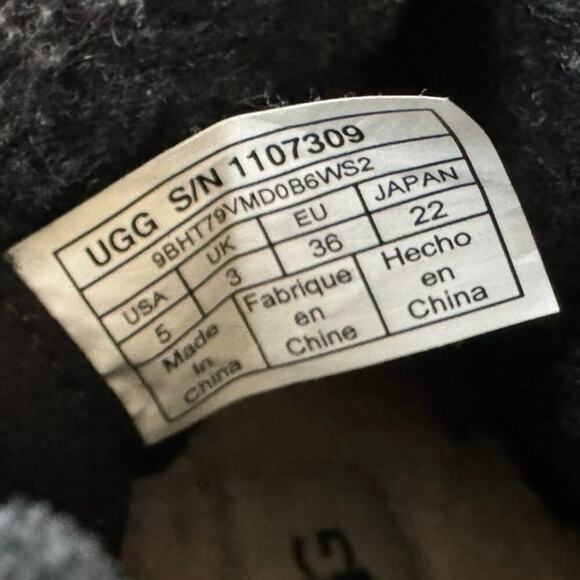 UGG S/N 1107309
9BHT79VMD0B6WS2
USA UK EU JAPAN
5 3 36 22
Made in China
Fabrique en Chine
Hecho en China
G